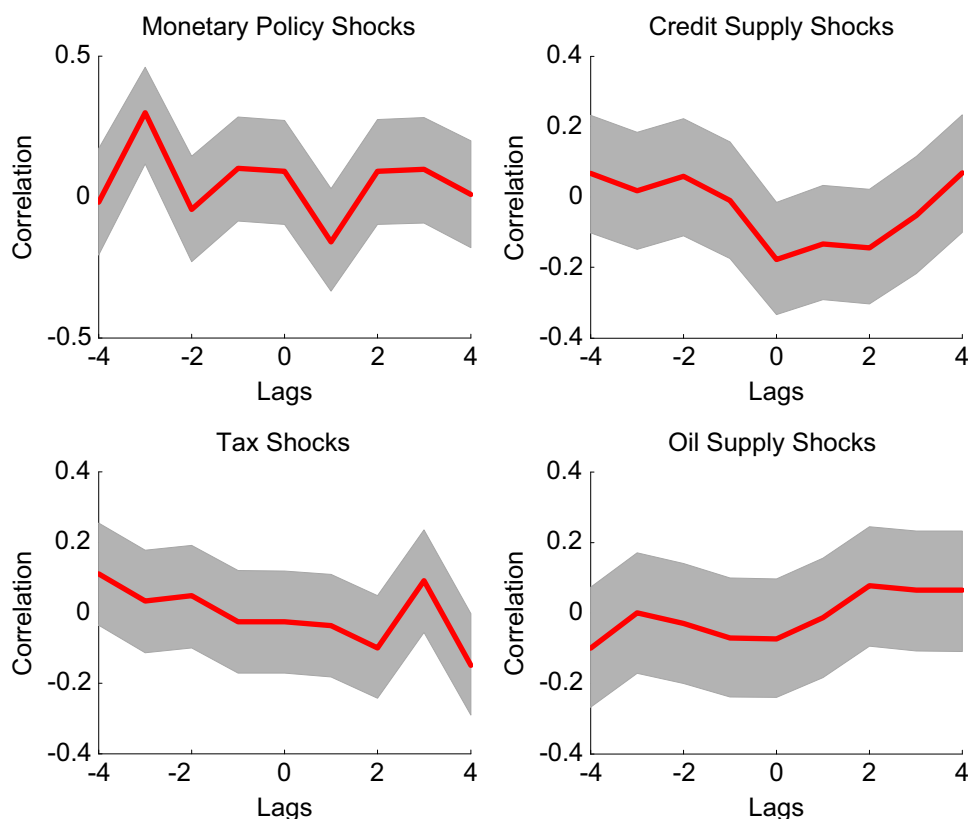 Monetary Policy Shocks
0.5
0
-0.5
Correlation
-4 -2 0 2 4
Lags
Credit Supply Shocks
0.4
0.2
0
-0.2
-0.4
Correlation
-4 -2 0 2 4
Lags
Tax Shocks
0.4
0.2
0
-0.2
-0.4
Correlation
-4 -2 0 2 4
Lags
Oil Supply Shocks
0.4
0.2
0
-0.2
-0.4
Correlation
-4 -2 0 2 4
Lags